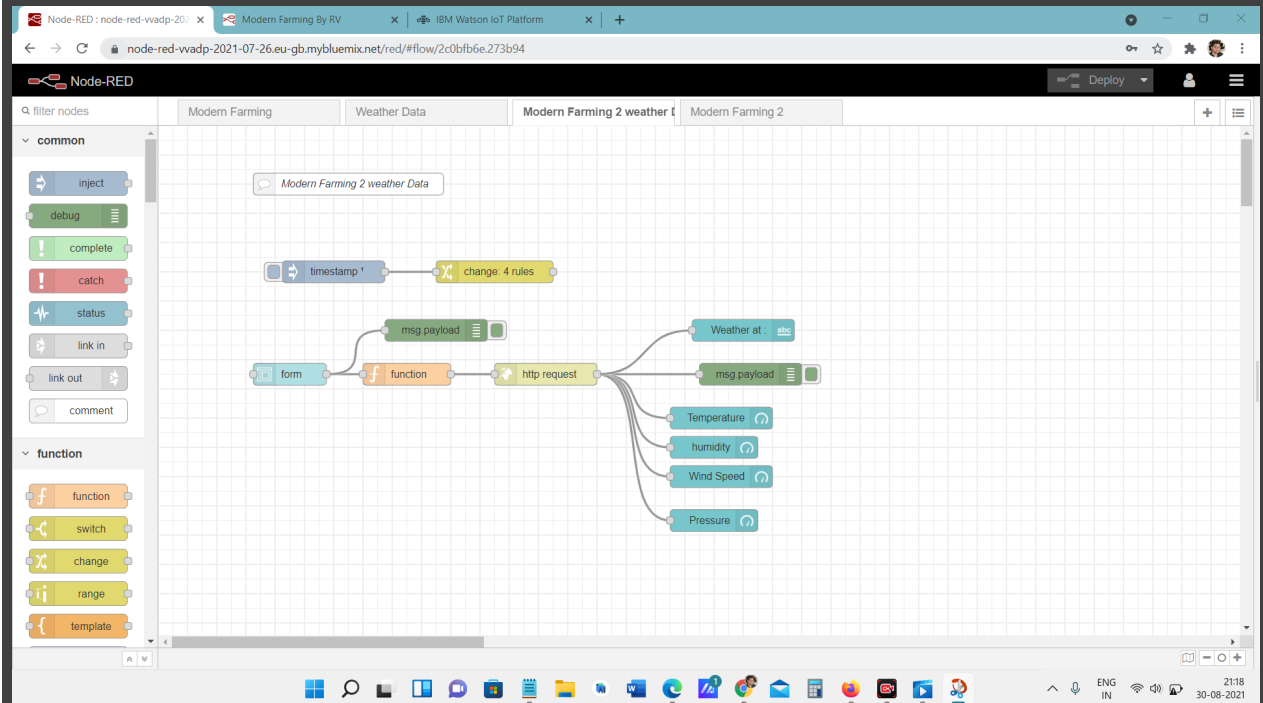 Node-RED : node-red-vvadp-202
Modern Farming By RV
IBM Watson IoT Platform
node-red-vvadp-2021-07-26.eu-gb.mybluemix.net/red/#flow/2c0bfb6e.273b94
Node-RED
Deploy
filter nodes
Modern Farming
Weather Data
Modern Farming 2 weather D
Modern Farming 2
common
inject
debug
complete
catch
status
link in
link out
comment
function
function
switch
change
range
template
Modern Farming 2 weather Data
timestamp ¹
change: 4 rules
msg.payload
Weather at :
abc
form
function
http request
msg.payload
Temperature
humidity
Wind Speed
Pressure
1
ENG
IN
21:18
30-08-2021